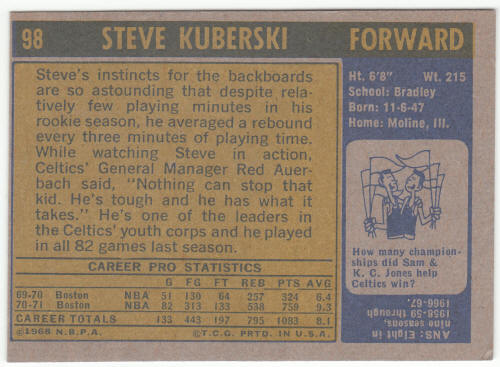 98 STEVE KUBERSKI FORWARD
Steve's instincts for the backboards
are so astounding that despite rela-
tively few playing minutes in his
rookie season, he averaged a rebound
every three minutes of playing time.
While watching Steve in action,
Celtics' General Manager Red Auer-
bach said, "Nothing can stop that
kid. He's tough and he has what it
takes." He's one of the leaders in
the Celtics' youth corps and he played
in all 82 games last season.
CAREER PRO STATISTICS
G FG FT REB PTS AVG
69-70 Boston NBA 51 130 64 257 324 6.4
70-71 Boston NBA 82 313 133 538 759 9.3
CAREER TOTALS 133 443 197 795 1083 8.1
©1968 N.B.P.A. ©T.C.G. PRTD. IN U.S.A.
Ht. 6'8" Wt. 215
School: Bradley
Born: 11-6-47
Home: Moline, Ill.
How many champion-
ships did Sam &
K. C. Jones help
Celtics win?
ANS: Eight in
nine seasons,
1958-59 through
1966-67.